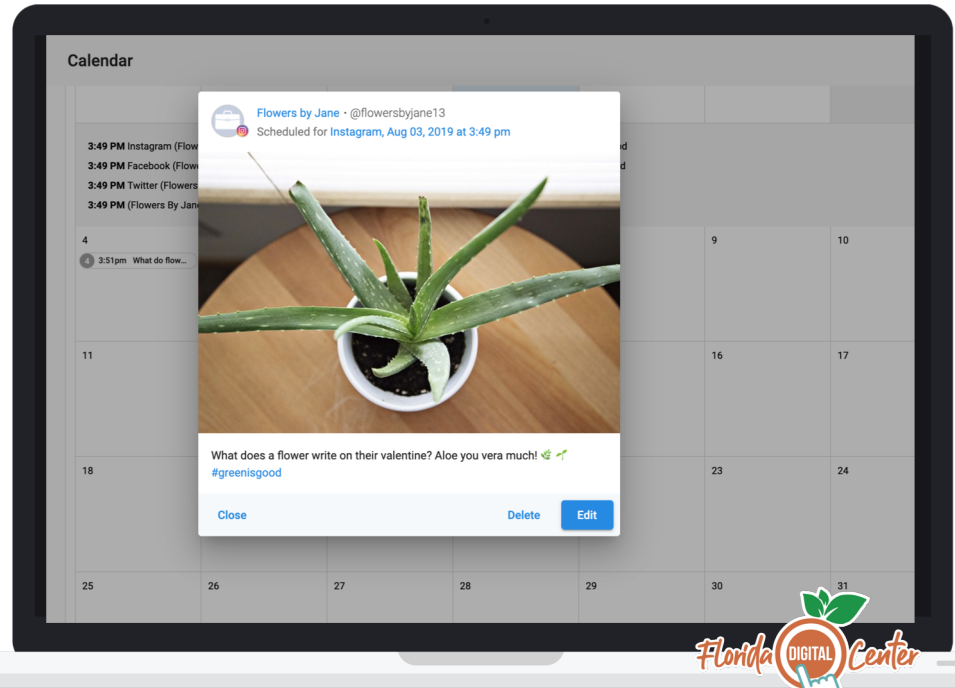 Calendar
Flowers by Jane · @flowersbyjane13
Scheduled for Instagram, Aug 03, 2019 at 3:49 pm
3:49 PM Instagram (Flow
3:49 PM Facebook (Flow
3:49 PM Twitter (Flowers
3:49 PM (Flowers By Jan
4 9 10
4 3:51pm What do flow...
11 16 17
What does a flower write on their valentine? Aloe you vera much! 🌿 🌱
#greenisgood
18 23 24
Close Delete Edit
25 26 27 28 29 30 31
Florida DIGITAL Center